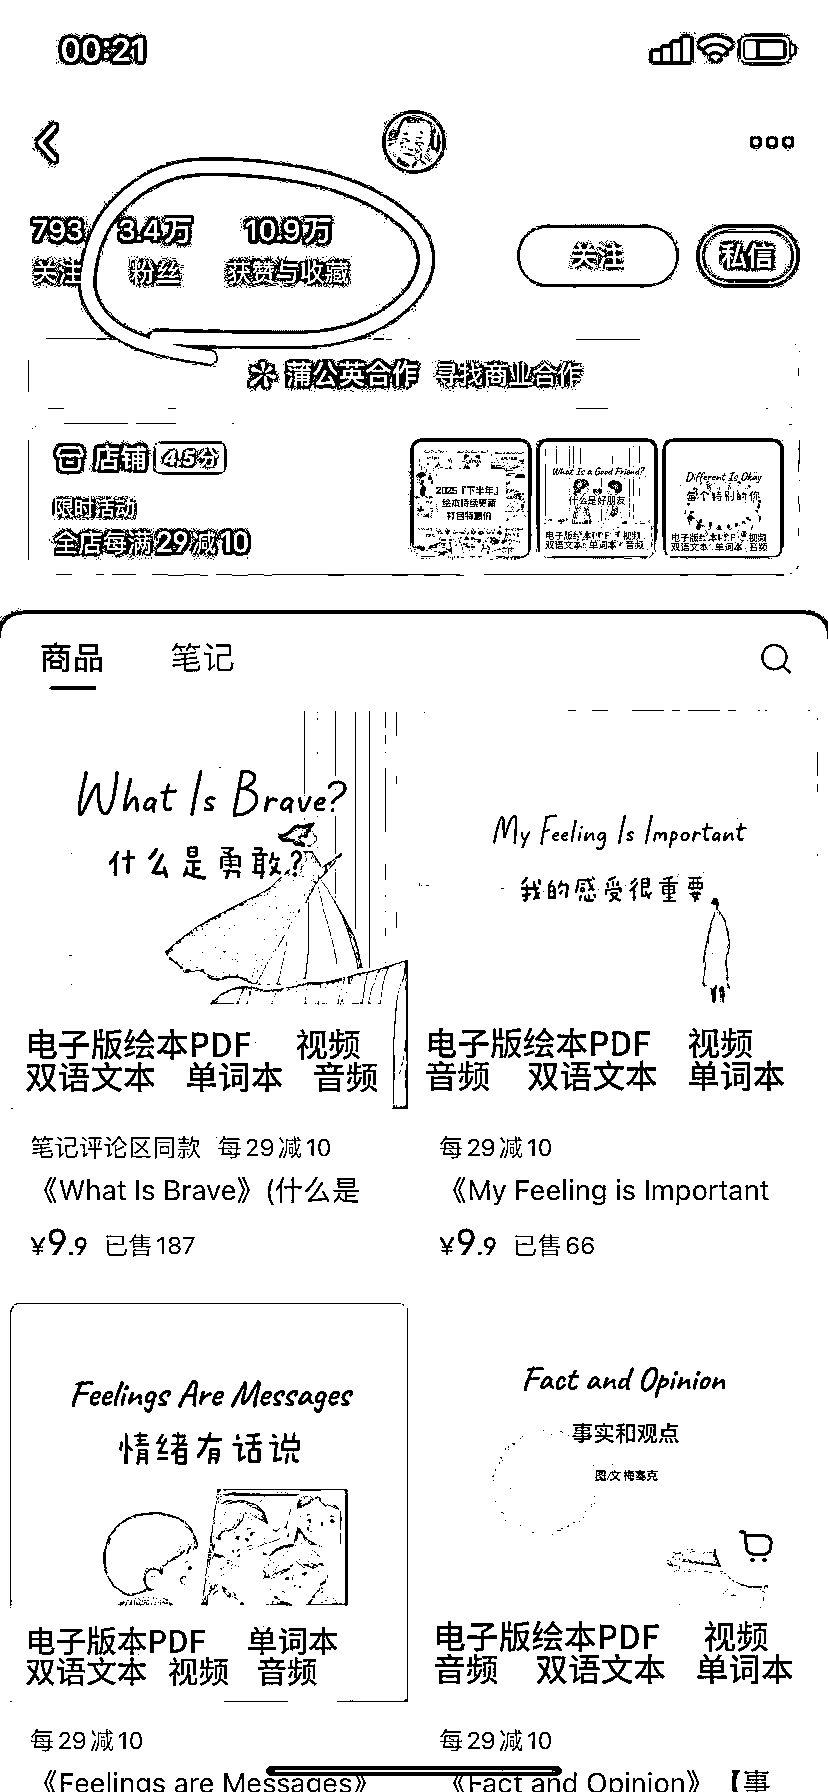 00:21
793 3.4万 10.9万
关注 粉丝 获赞与收藏
关注 私信
蒲公英合作 寻找商业合作
店铺 4.5分
限时活动
全店每满29减10
2025『下半年』
绘本持续更新
打包特惠价
What Is a Good Friend?
什么是好朋友
电子版绘本PDF 视频
双语文本 单词本 音频
Different Is Okay
每个特别的你
电子版绘本PDF 视频
双语文本 单词本 音频
商品 笔记
What Is Brave?
什么是勇敢?
电子版绘本PDF 视频
双语文本 单词本 音频
笔记评论区同款 每29减10
《What Is Brave》(什么是
¥9.9 已售187
My Feeling Is Important
我的感受很重要
电子版绘本PDF 视频
音频 双语文本 单词本
每29减10
《My Feeling is Important
¥9.9 已售66
Feelings Are Messages
情绪有话说
电子版本PDF 单词本
双语文本 视频 音频
每29减10
《Feelings are Messages》
Fact and Opinion
事实和观点
图/文 梅塞克
电子版绘本PDF 视频
音频 双语文本 单词本
每29减10
《Fact and Opinion》【事